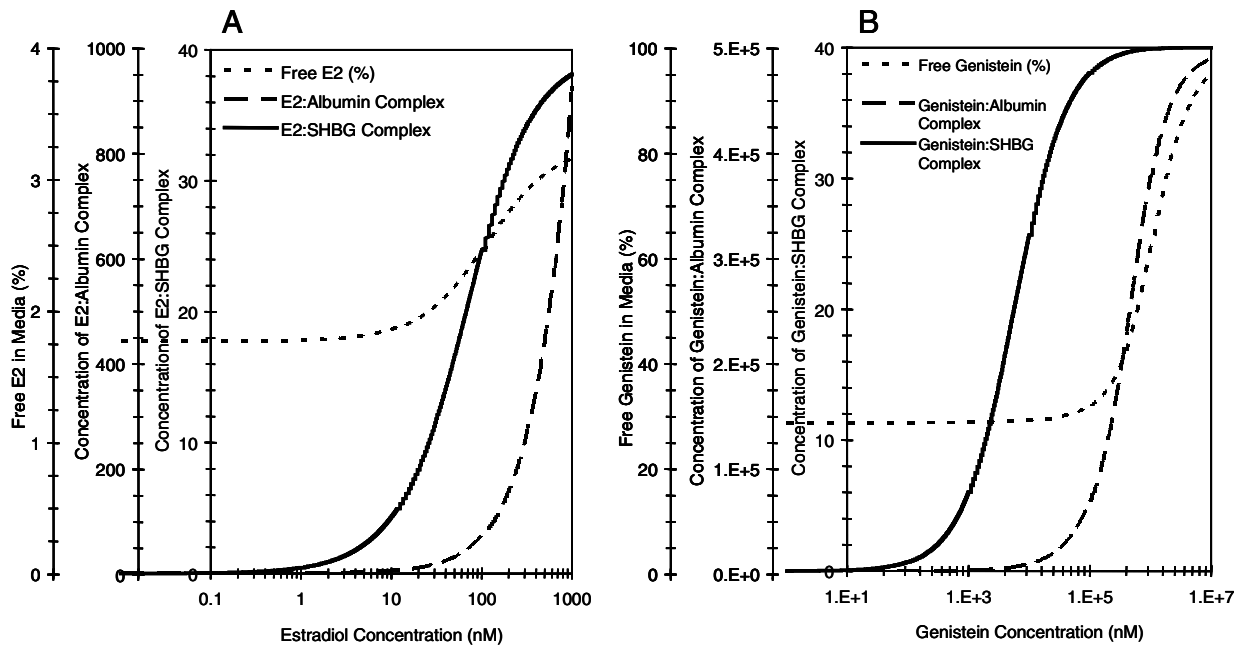 A
Free E2 in Media (%)
4
3
2
1
0
Concentration of E2:Albumin Complex
1000
800
600
400
200
0
Concentration of E2:SHBG Complex
40
30
20
10
0
Free E2 (%)
E2:Albumin Complex
E2:SHBG Complex
0.1
1
10
100
1000
Estradiol Concentration (nM)
B
Free Genistein in Media (%)
100
80
60
40
20
0
Concentration of Genistein:Albumin Complex
5.E+5
4.E+5
3.E+5
2.E+5
1.E+5
0.E+0
Concentration of Genistein:SHBG Complex
40
30
20
10
0
Free Genistein (%)
Genistein:Albumin
Complex
Genistein:SHBG
Complex
1.E+1
1.E+3
1.E+5
1.E+7
Genistein Concentration (nM)